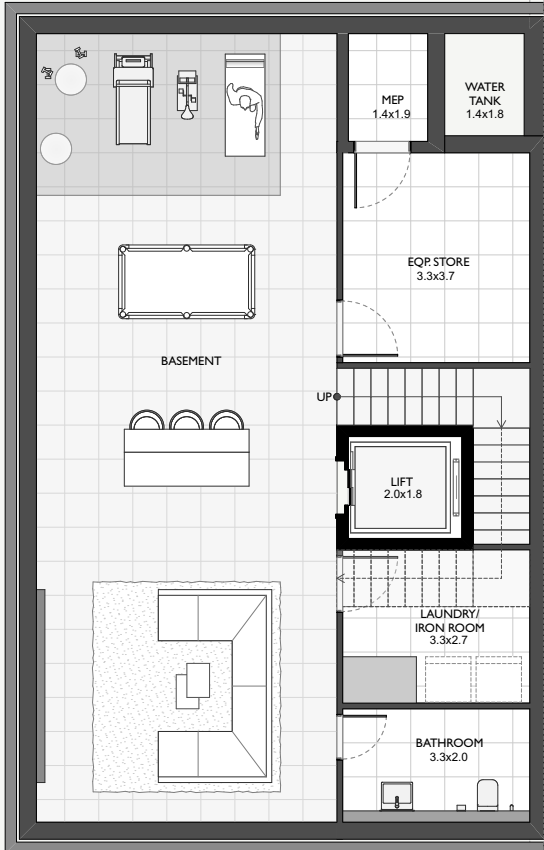 MEP
1.4x1.9
WATER
TANK
1.4x1.8
EQP. STORE
3.3x3.7
BASEMENT
UP
LIFT
2.0x1.8
LAUNDRY/
IRON ROOM
3.3x2.7
BATHROOM
3.3x2.0